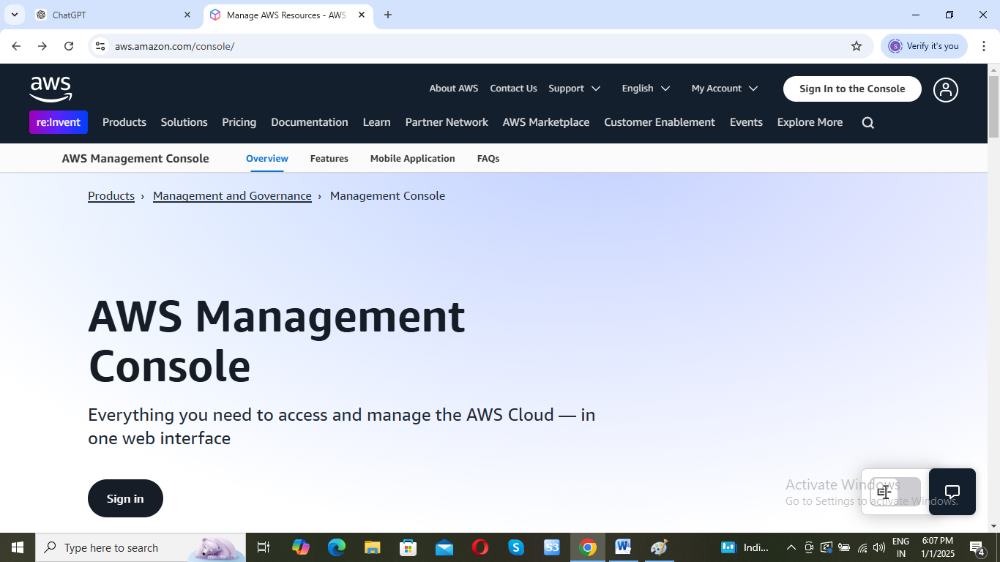 ChatGPT
Manage AWS Resources - AWS
aws.amazon.com/console/
Verify it's you
aws
About AWS Contact Us Support English My Account Sign In to the Console
re:Invent Products Solutions Pricing Documentation Learn Partner Network AWS Marketplace Customer Enablement Events Explore More
AWS Management Console Overview Features Mobile Application FAQs
Products › Management and Governance › Management Console
AWS Management
Console
Everything you need to access and manage the AWS Cloud — in
one web interface
Sign in
Activate Windows
Go to Settings to activate Windows.
Type here to search
S3
Indi...
ENG
IN
6:07 PM
1/1/2025
4